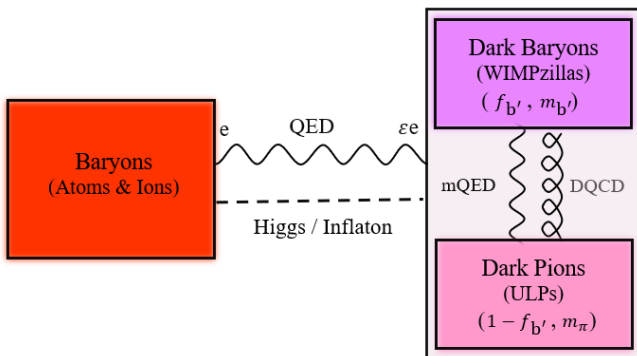 Dark Baryons
(WIMPzillas)
( f_b′ , m_b′ )
e QED εe
Baryons
(Atoms & Ions)
mQED DQCD
Higgs / Inflaton
Dark Pions
(ULPs)
(1 − f_b′ , m_π)